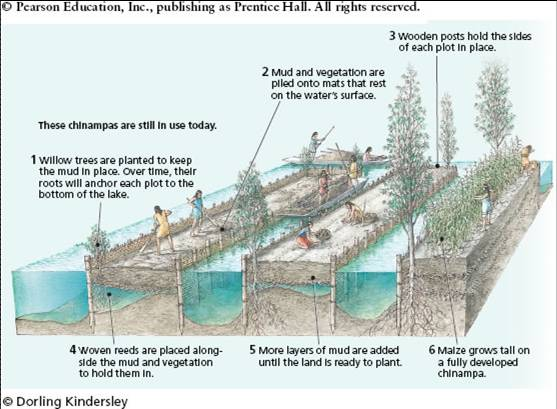 © Pearson Education, Inc., publishing as Prentice Hall. All rights reserved.
3 Wooden posts hold the sides
of each plot in place.
2 Mud and vegetation are
piled onto mats that rest
on the water's surface.
These chinampas are still in use today.
1 Willow trees are planted to keep
the mud in place. Over time, their
roots will anchor each plot to the
bottom of the lake.
4 Woven reeds are placed along-
side the mud and vegetation
to hold them in.
5 More layers of mud are added
until the land is ready to plant.
6 Maize grows tall on
a fully developed
chinampa.
© Dorling Kindersley